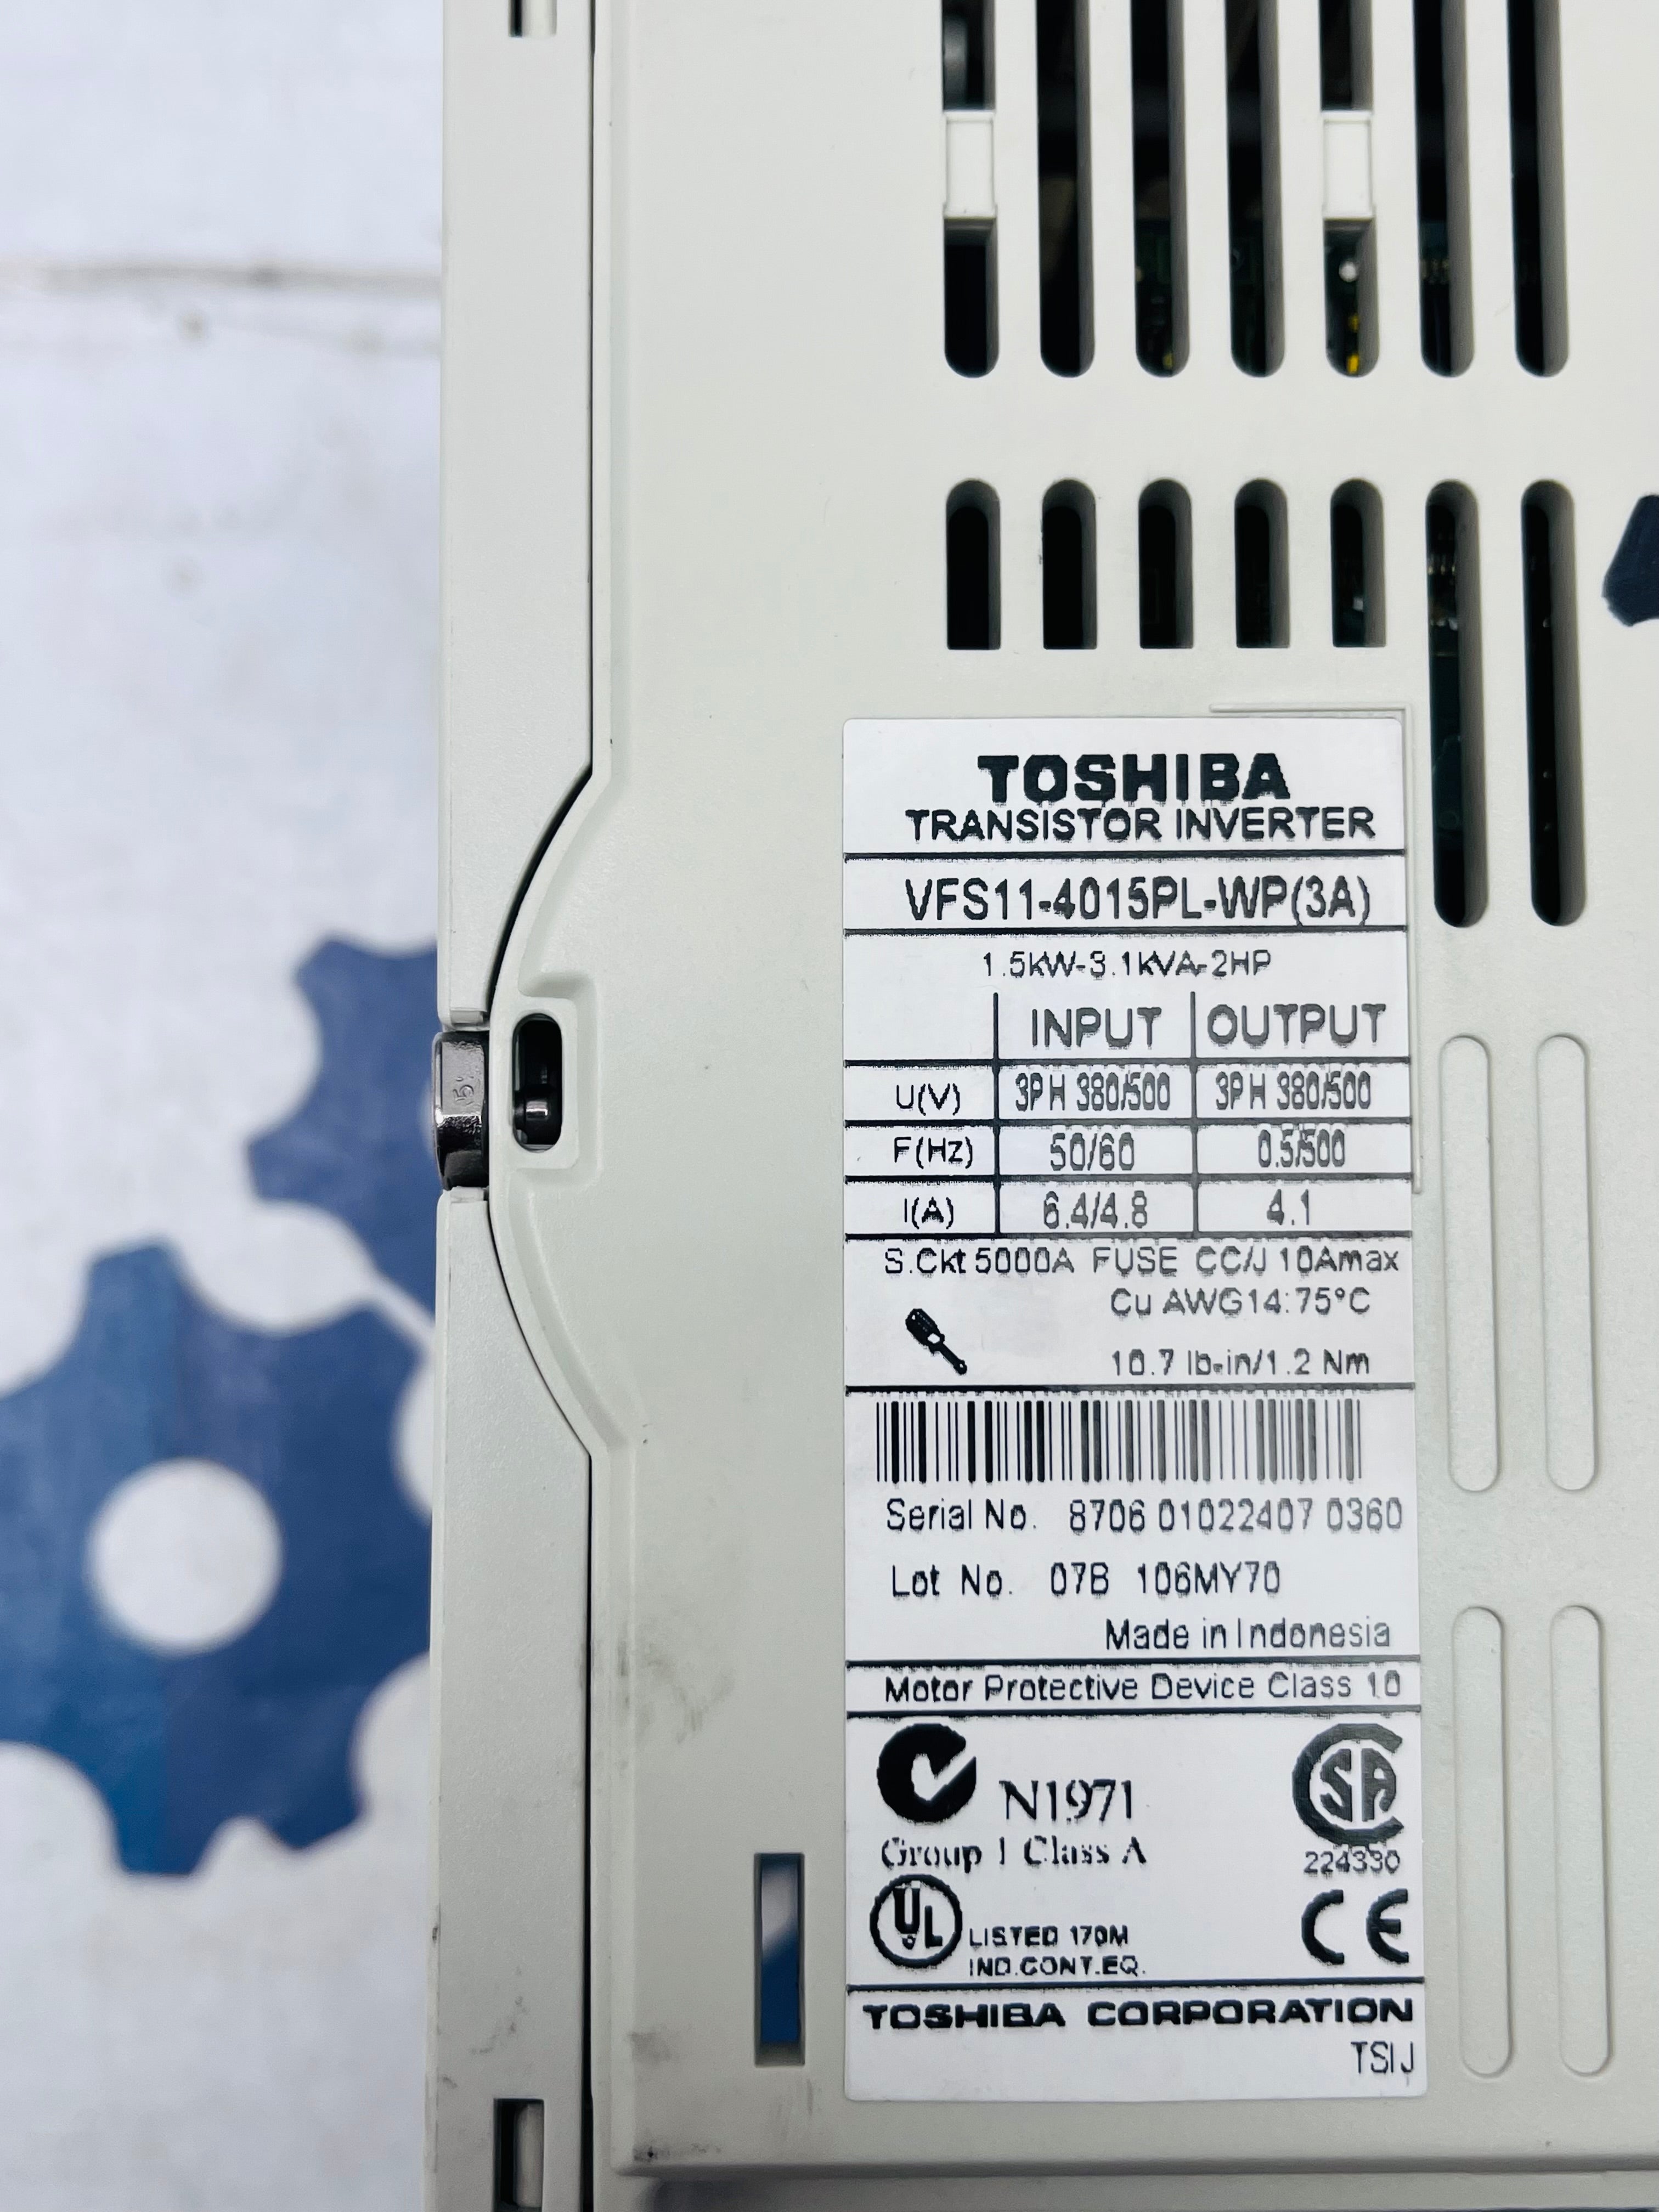 TOSHIBA
TRANSISTOR INVERTER
VFS11-4015PL-WP(3A)
1.5kW-3.1kVA-2HP
INPUT OUTPUT
U(V) 3PH 380/500 3PH 380/500
F(Hz) 50/60 0.5/500
I(A) 6.4/4.8 4.1
S.Ckt 5000A FUSE CC/J 10Amax
Cu AWG14:75°C
10.7 lb-in/1.2 Nm
Serial No. 8706 01022407 0360
Lot No. 07B 106MY70
Made in Indonesia
Motor Protective Device Class 10
N1971
Group 1 Class A
CSA
224330
UL LISTED 170M
IND.CONT.EQ.
CE
TOSHIBA CORPORATION
TSIJ